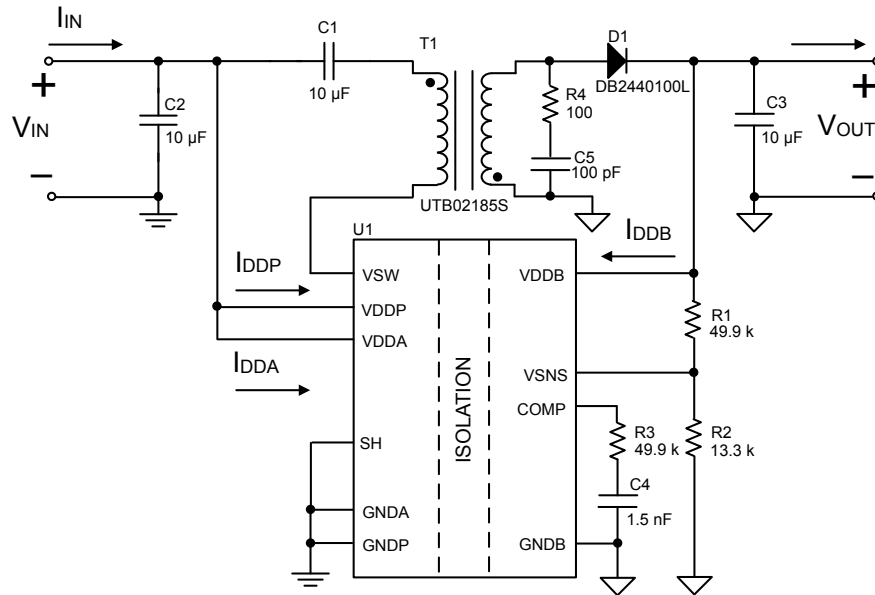 IIN
C1
T1
D1
DB2440100L
+
VIN
–
C2
10 µF
10 µF
R4
100
C5
100 pF
C3
10 µF
+
VOUT
–
UTB02185S
U1
IDDB
IDDP
VSW
VDDP
VDDA
VDDB
R1
49.9 k
IDDA
ISOLATION
VSNS
COMP
R3
49.9 k
R2
13.3 k
SH
C4
1.5 nF
GNDA
GNDP
GNDB